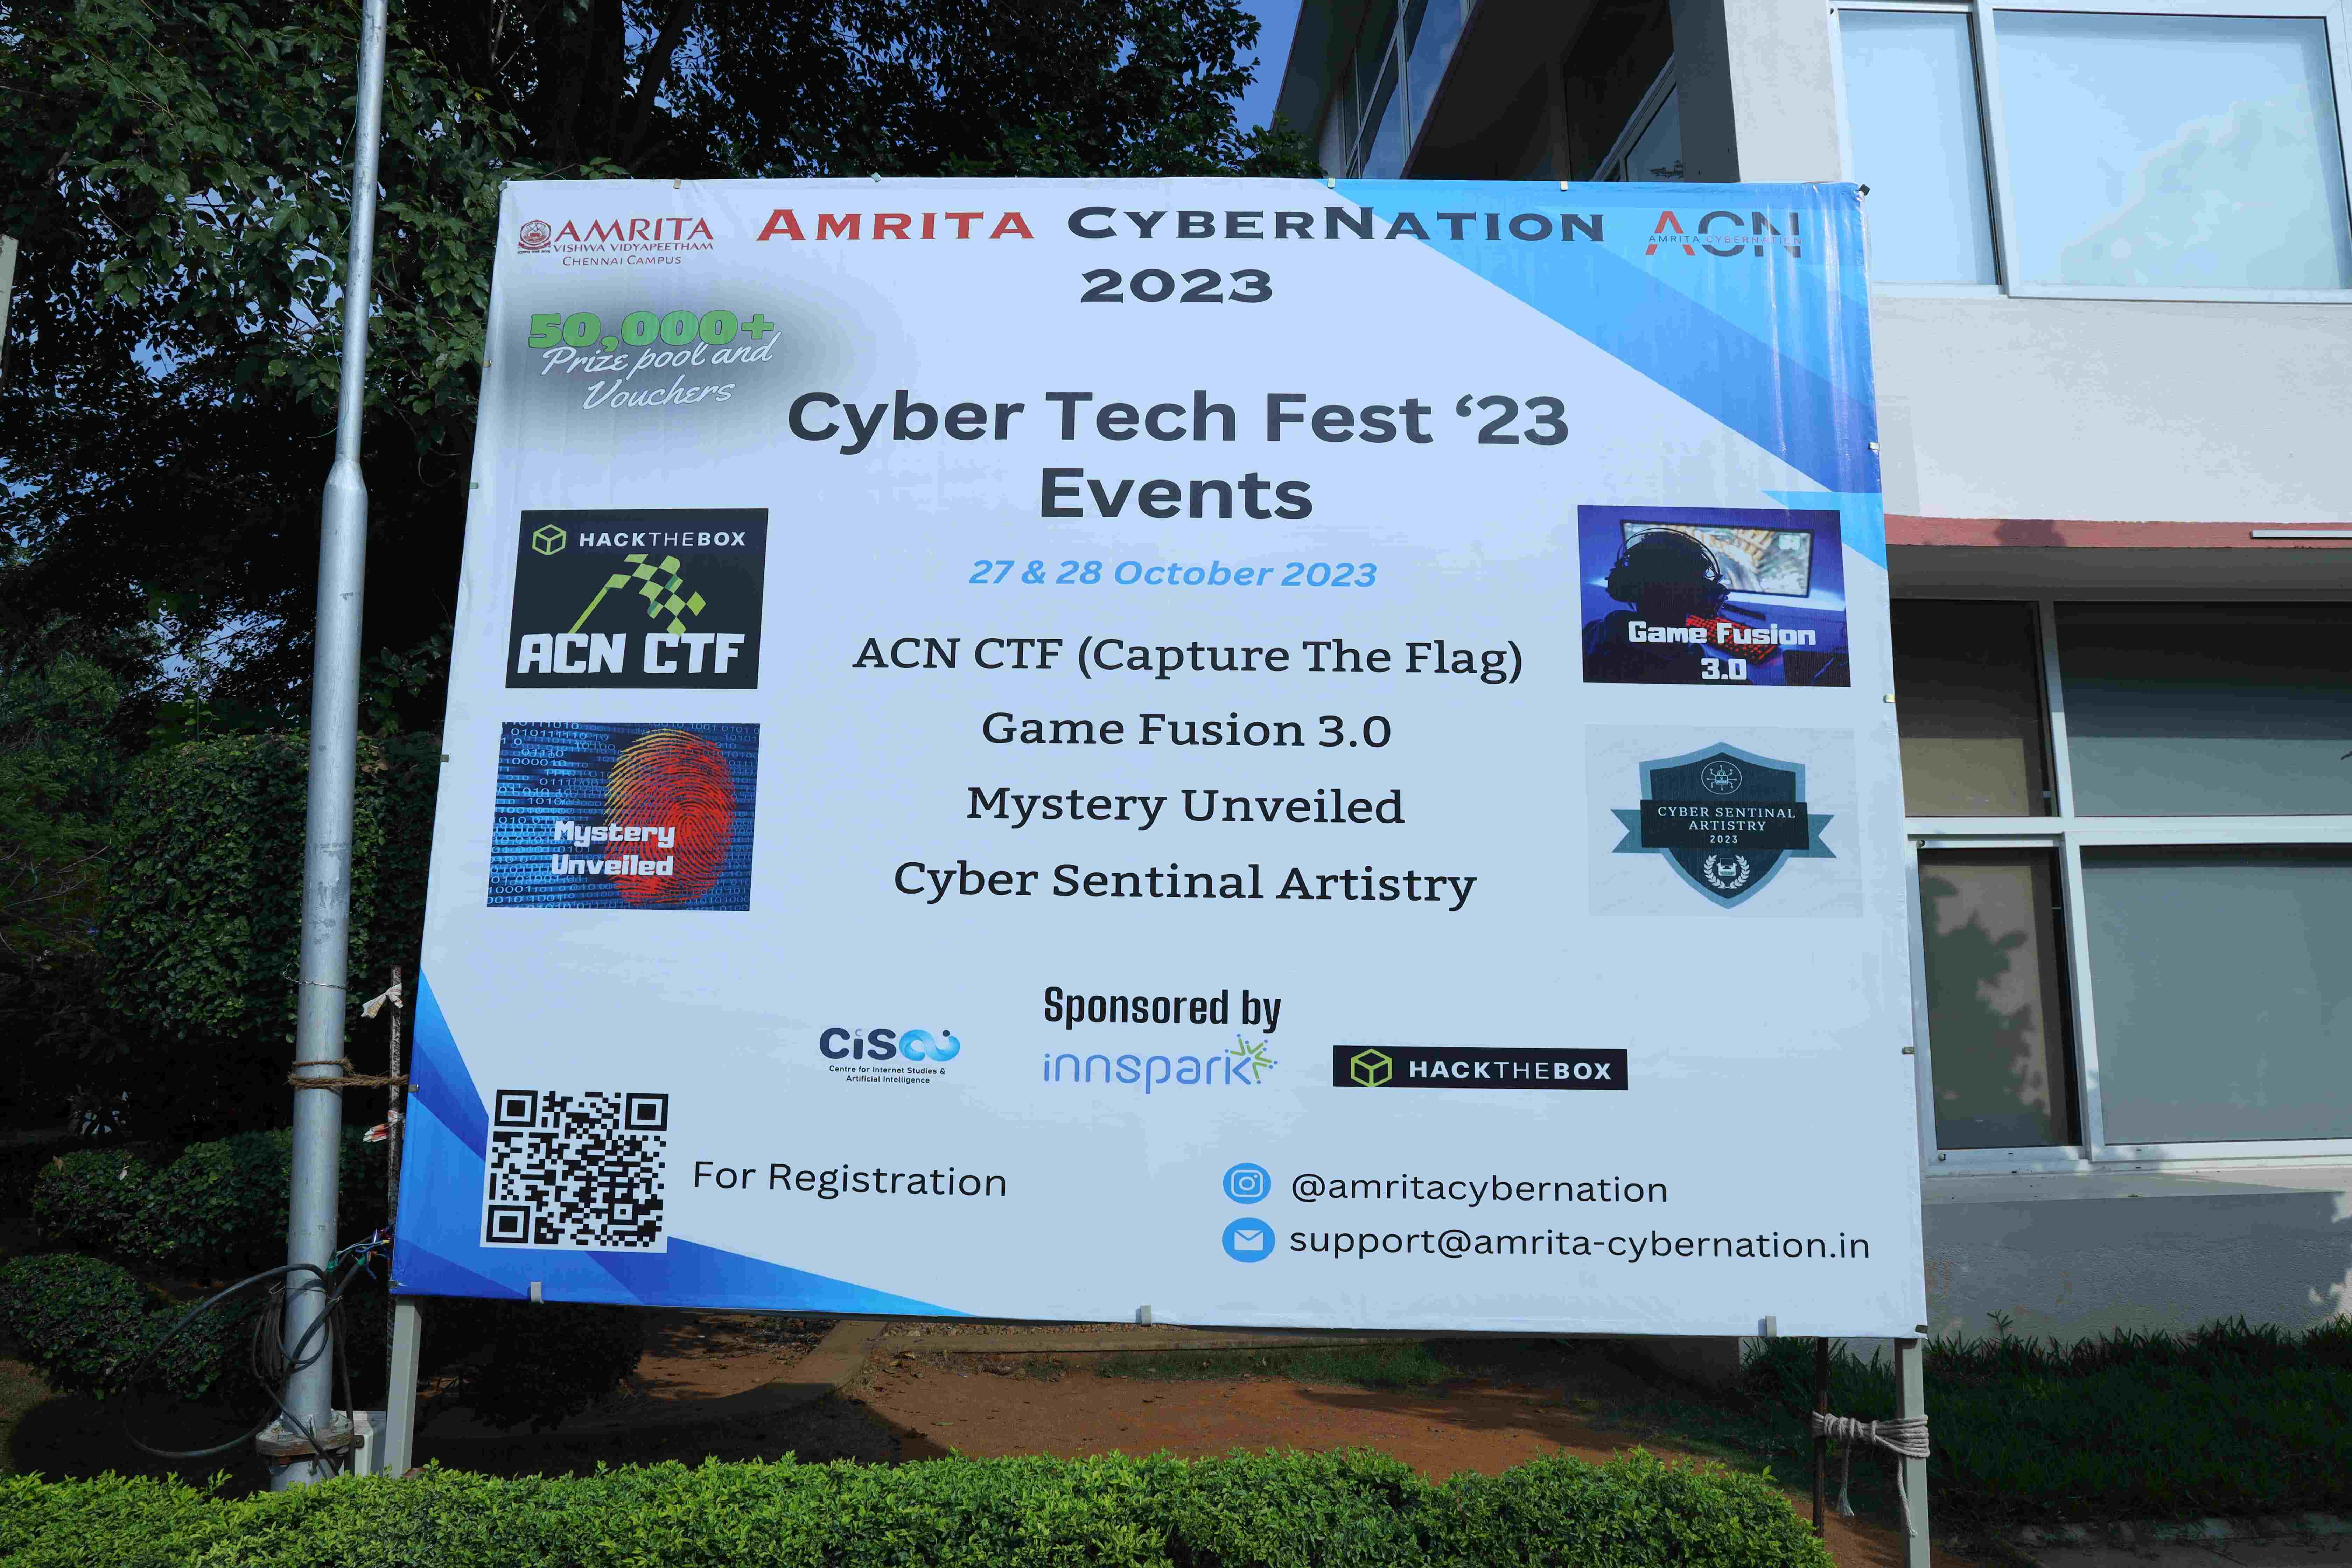 AMRITA
VISHWA VIDYAPEETHAM
CHENNAI CAMPUS
AMRITA CYBERNATION
2023
ACN
AMRITA CYBERNATION
50,000+
Prize pool and
Vouchers
Cyber Tech Fest ‘23
Events
27 & 28 October 2023
HACKTHEBOX
ACN CTF
ACN CTF (Capture The Flag)
Game Fusion 3.0
Mystery Unveiled
Cyber Sentinal Artistry
Game Fusion
3.0
Mystery
Unveiled
CYBER SENTINAL
ARTISTRY
2023
Sponsored by
CiSAI
Centre for Internet Studies &
Artificial Intelligence
innspark
HACKTHEBOX
For Registration
@amritacybernation
support@amrita-cybernation.in